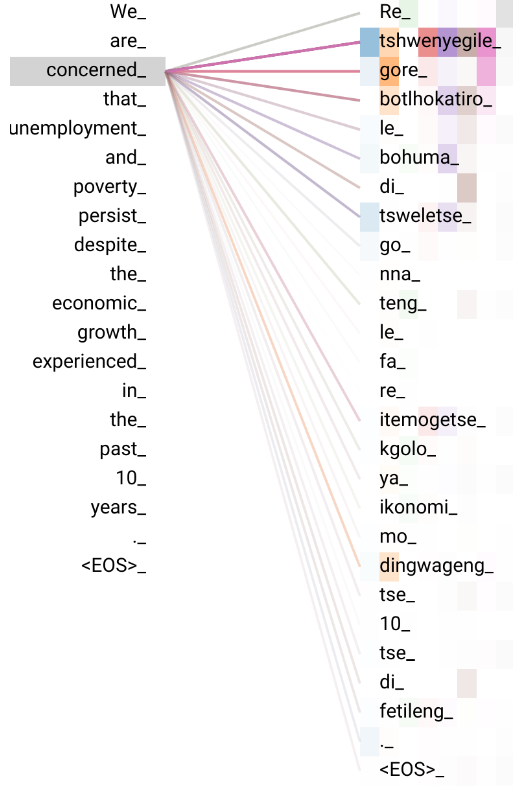 We_
are_
concerned_
that_
unemployment_
and_
poverty_
persist_
despite_
the_
economic_
growth_
experienced_
in_
the_
past_
10_
years_
._
<EOS>_
Re_
tshwenyegile_
gore_
botlhokatiro_
le_
bohuma_
di_
tsweletse_
go_
nna_
teng_
le_
fa_
re_
itemogetse_
kgolo_
ya_
ikonomi_
mo_
dingwageng_
tse_
10_
tse_
di_
fetileng_
._
<EOS>_